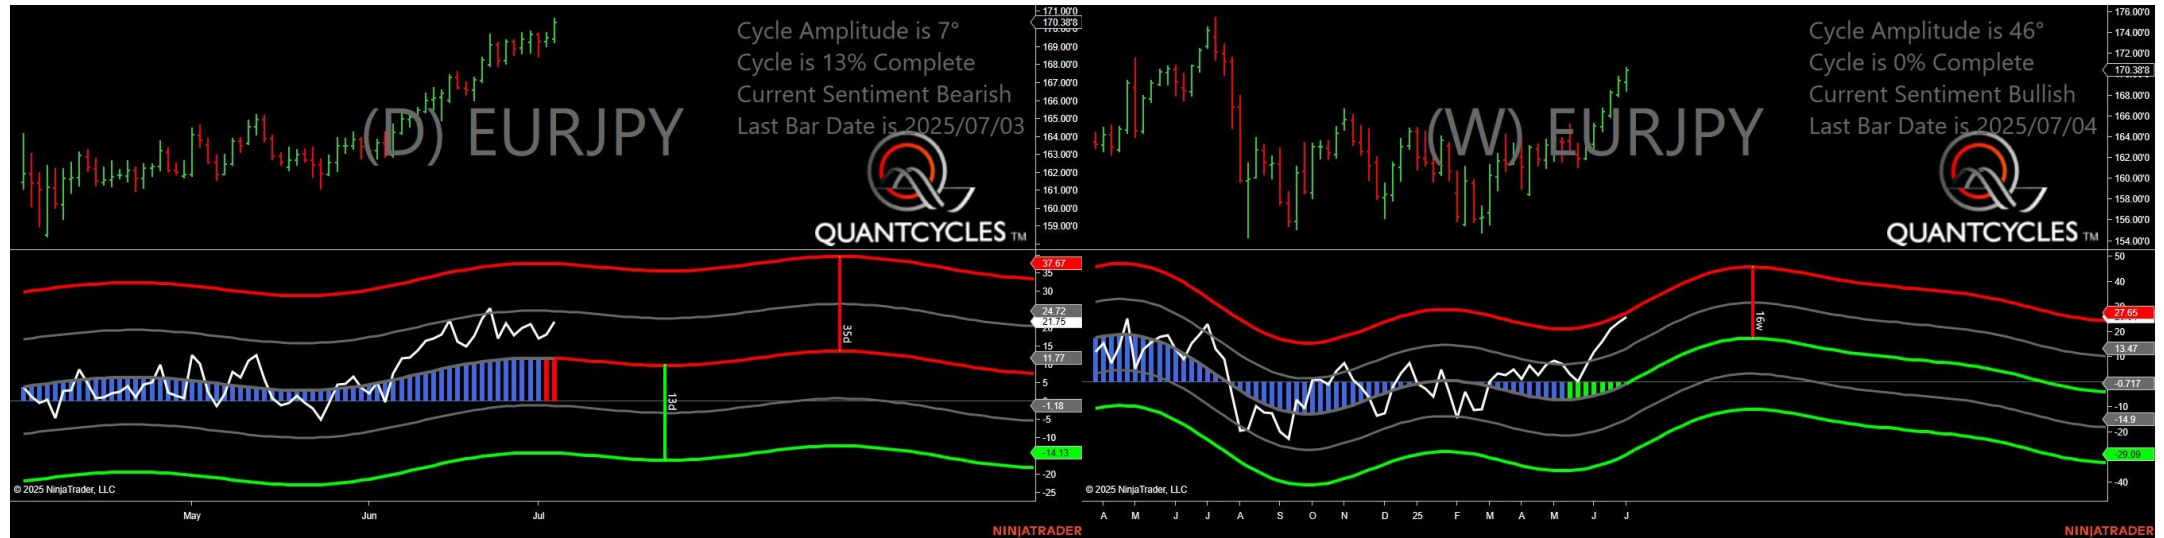 Cycle Amplitude is 7°
Cycle is 13% Complete
Current Sentiment Bearish
Last Bar Date is 2025/07/03
(D) EURJPY
QUANTCYCLES TM
171.00'0
170.38'8
169.00'0
168.00'0
167.00'0
166.00'0
165.00'0
164.00'0
163.00'0
162.00'0
161.00'0
160.00'0
159.00'0
37.67
35
30
24.72
21.75
15
11.77
5
-1.18
-5
-10
-14.13
-20
-25
13d
35d
© 2025 NinjaTrader, LLC
May
Jun
Jul
NINJATRADER
Cycle Amplitude is 46°
Cycle is 0% Complete
Current Sentiment Bullish
Last Bar Date is 2025/07/04
(W) EURJPY
QUANTCYCLES TM
176.00'0
174.00'0
172.00'0
170.38'8
168.00'0
166.00'0
164.00'0
162.00'0
160.00'0
158.00'0
156.00'0
154.00'0
50
40
27.65
20
13.47
10
-0.717
-10
-14.9
-20
-29.09
-40
16w
© 2025 NinjaTrader, LLC
A M J J A S O N D 25 F M A M J J
NINJATRADER